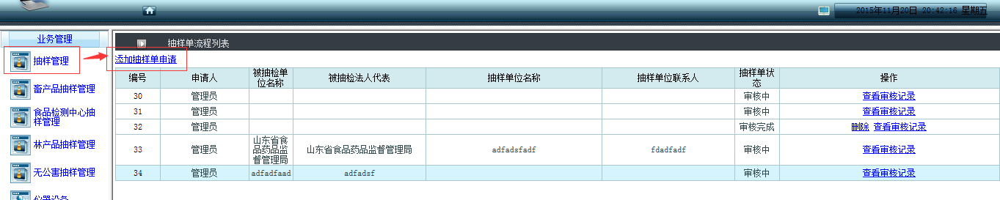 2015年11月20日 20:42:16 星期五
业务管理
抽样管理
畜产品抽样管理
食品检测中心抽
样管理
林产品抽样管理
无公害抽样管理
仪器设备
抽样单流程列表
添加抽样单申请
编号 申请人 被抽检单位名称 被抽检法人代表 抽样单位名称 抽样单位联系人 抽样单状态 操作
30 管理员 审核中 查看审核记录
31 管理员 审核中 查看审核记录
32 管理员 审核完成 删除 查看审核记录
33 管理员 山东省食品药品监督管理局 山东省食品药品监督管理局 adfadsfadf fdadfadf 审核中 查看审核记录
34 管理员 adfadfaad adfadsf 审核中 查看审核记录